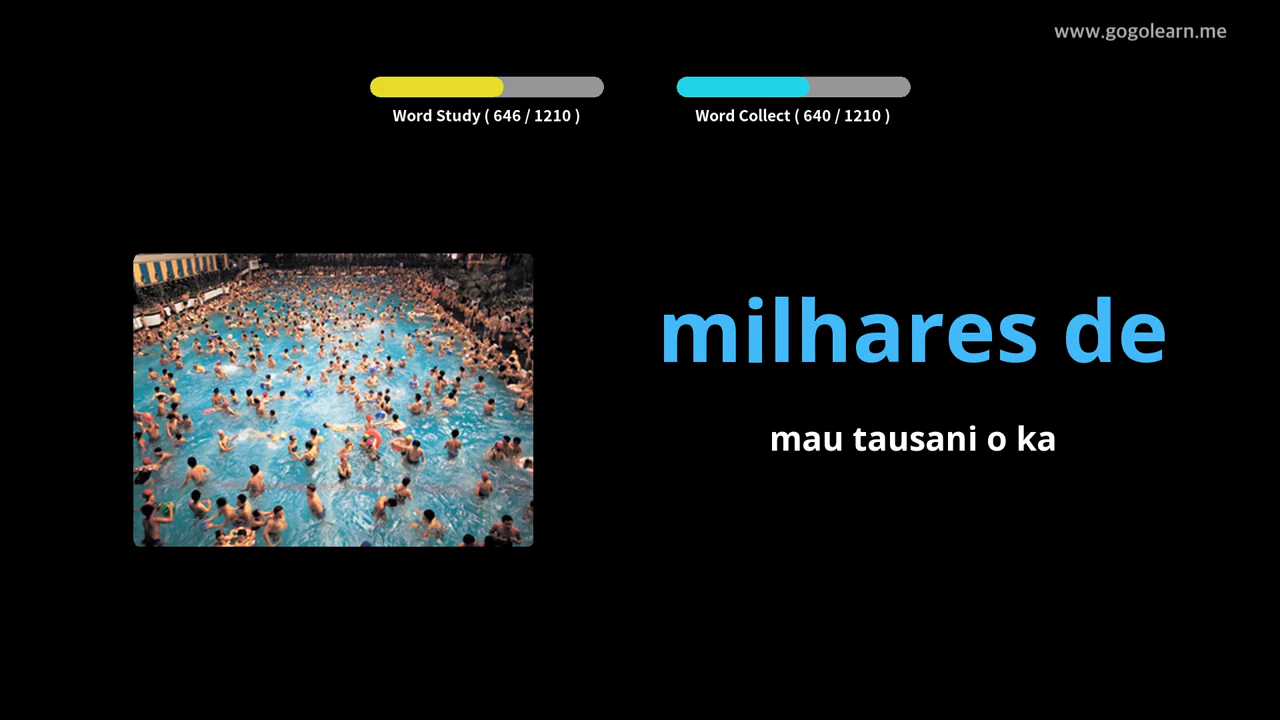 www.gogolearn.me
Word Study ( 646 / 1210 )
Word Collect ( 640 / 1210 )
milhares de
mau tausani o ka